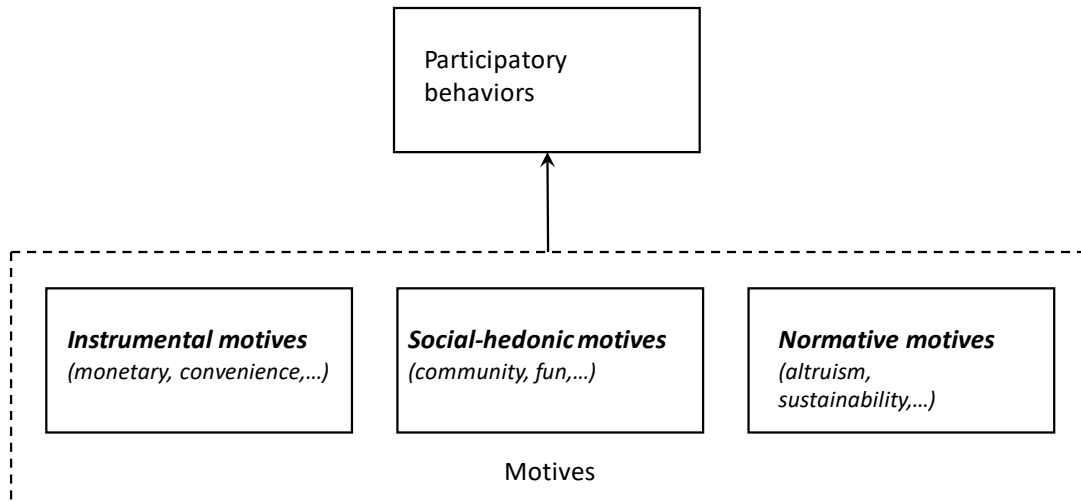 Participatory
behaviors
Instrumental motives
(monetary, convenience,...)
Social-hedonic motives
(community, fun,...)
Normative motives
(altruism,
sustainability,...)
Motives